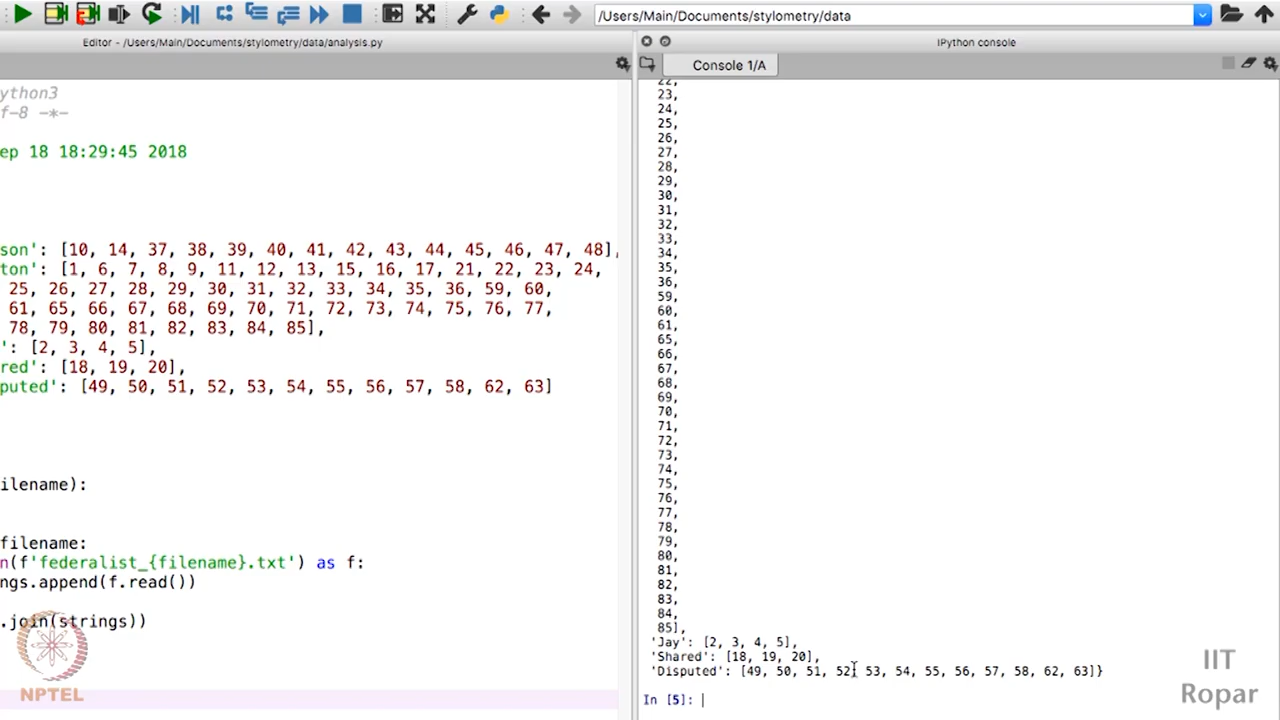 /Users/Main/Documents/stylometry/data
Editor - /Users/Main/Documents/stylometry/data/analysis.py
ython3
f-8 -*-
ep 18 18:29:45 2018
son': [10, 14, 37, 38, 39, 40, 41, 42, 43, 44, 45, 46, 47, 48],
ton': [1, 6, 7, 8, 9, 11, 12, 13, 15, 16, 17, 21, 22, 23, 24,
25, 26, 27, 28, 29, 30, 31, 32, 33, 34, 35, 36, 59, 60,
61, 65, 66, 67, 68, 69, 70, 71, 72, 73, 74, 75, 76, 77,
78, 79, 80, 81, 82, 83, 84, 85],
': [2, 3, 4, 5],
red': [18, 19, 20],
puted': [49, 50, 51, 52, 53, 54, 55, 56, 57, 58, 62, 63]
ilename):
filename:
n(f'federalist_{filename}.txt') as f:
ngs.append(f.read())
.join(strings))
NPTEL
IPython console
Console 1/A
22,
23,
24,
25,
26,
27,
28,
29,
30,
31,
32,
33,
34,
35,
36,
59,
60,
61,
65,
66,
67,
68,
69,
70,
71,
72,
73,
74,
75,
76,
77,
78,
79,
80,
81,
82,
83,
84,
85],
'Jay': [2, 3, 4, 5],
'Shared': [18, 19, 20],
'Disputed': [49, 50, 51, 52, 53, 54, 55, 56, 57, 58, 62, 63]}
In [5]:
IIT
Ropar